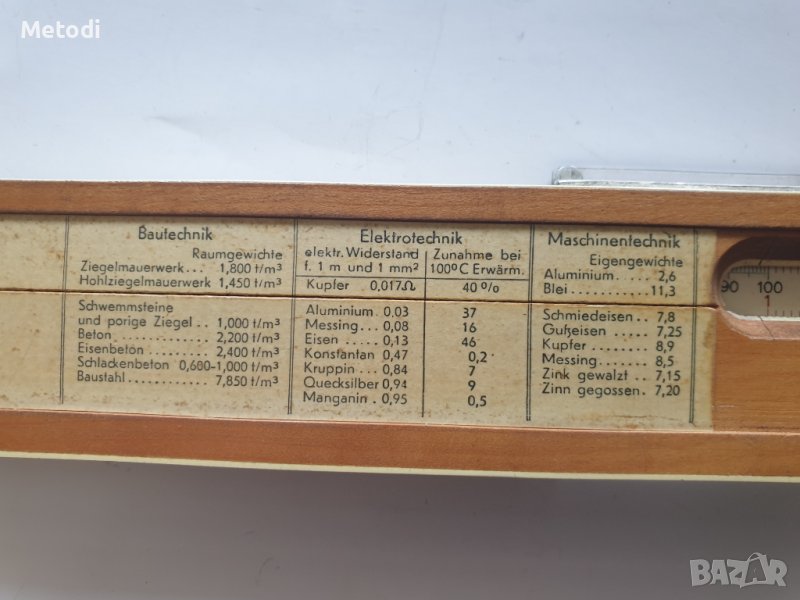 Metodi
Bautechnik
Raumgewichte
Ziegelmauerwerk... 1,800 t/m³
Hohlziegelmauerwerk 1,450 t/m³
Schwemmsteine
und porige Ziegel .. 1,000 t/m³
Beton ............ 2,200 t/m³
Eisenbeton ....... 2,400 t/m³
Schlackenbeton 0,600-1,000 t/m³
Baustahl.......... 7,850 t/m³
Elektrotechnik
elektr. Widerstand Zunahme bei
f. 1 m und 1 mm² 100°C Erwärm.
Kupfer 0,017Ω 40 %
Aluminium 0,03 37
Messing . 0,08 16
Eisen .. 0,13 46
Konstantan 0,47 0,2
Kruppin . 0,84 7
Quecksilber 0,94 9
Manganin . 0,95 0,5
Maschinentechnik
Eigengewichte
Aluminium ..... 2,6
Blei ......... 11,3
Schmiedeisen . 7,8
Gußeisen .... 7,25
Kupfer ...... 8,9
Messing ..... 8,5
Zink gewalzt . 7,15
Zinn gegossen . 7,20
90 100
1
BAZAR